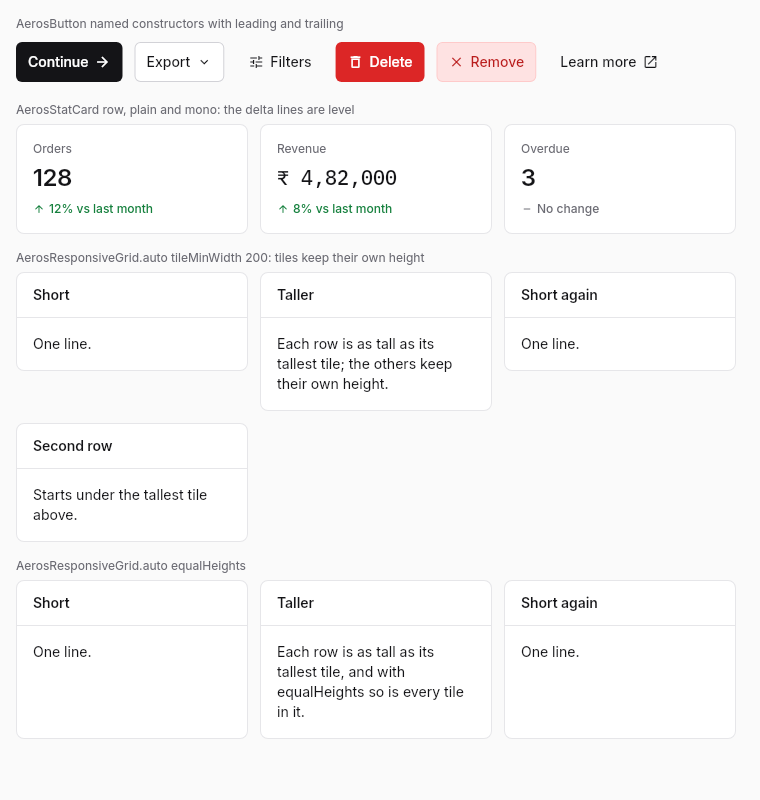 AerosButton named constructors with leading and trailing
Continue Export Filters Delete Remove Learn more
AerosStatCard row, plain and mono: the delta lines are level
Orders Revenue Overdue
128 ₹ 4,82,000 3
↑ 12% vs last month ↑ 8% vs last month – No change
AerosResponsiveGrid.auto tileMinWidth 200: tiles keep their own height
Short Taller Short again
One line. Each row is as tall as its One line.
tallest tile; the others keep
their own height.
Second row
Starts under the tallest tile
above.
AerosResponsiveGrid.auto equalHeights
Short Taller Short again
One line. Each row is as tall as its One line.
tallest tile, and with
equalHeights so is every tile
in it.